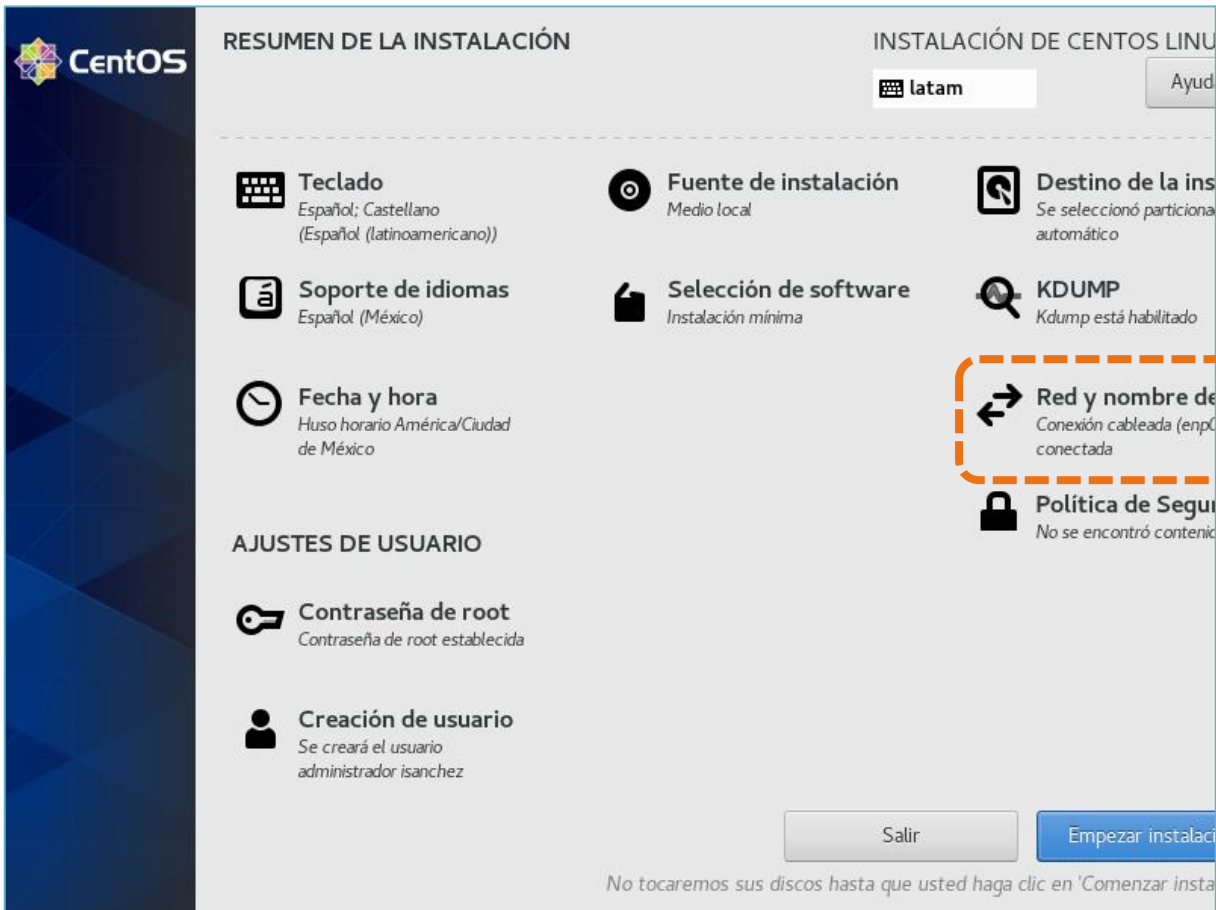 CentOS
RESUMEN DE LA INSTALACIÓN
INSTALACIÓN DE CENTOS LINU
latam
Ayud
Teclado
Español; Castellano
(Español (latinoamericano))
Fuente de instalación
Medio local
Destino de la ins
Se seleccionó particiona
automático
á
Soporte de idiomas
Español (México)
Selección de software
Instalación mínima
KDUMP
Kdump está habilitado
Fecha y hora
Huso horario América/Ciudad
de México
Red y nombre de
Conexión cableada (enp0
conectada
Política de Segur
No se encontró contenid
AJUSTES DE USUARIO
Contraseña de root
Contraseña de root establecida
Creación de usuario
Se creará el usuario
administrador isanchez
Salir
Empezar instalaci
No tocaremos sus discos hasta que usted haga clic en 'Comenzar insta